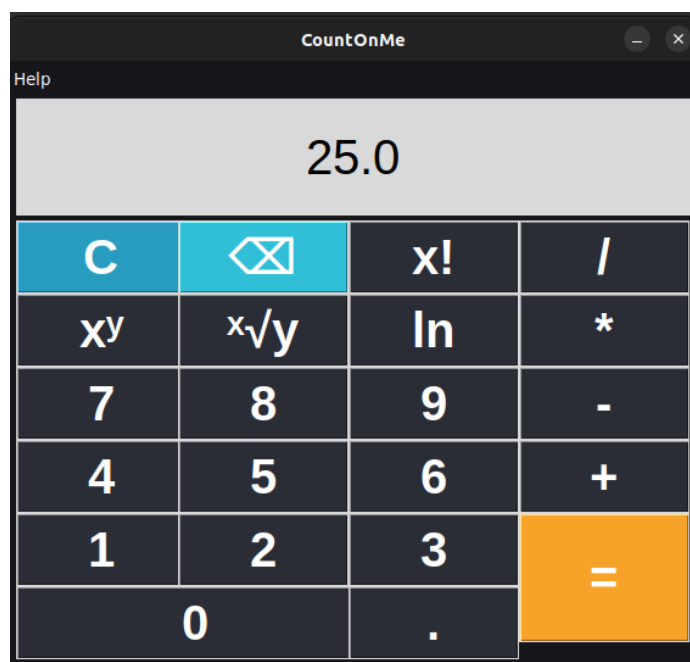 CountOnMe
Help
25.0
C ⌫ x! /
xʸ ˣ√y ln *
7 8 9 -
4 5 6 +
1 2 3 =
0 .